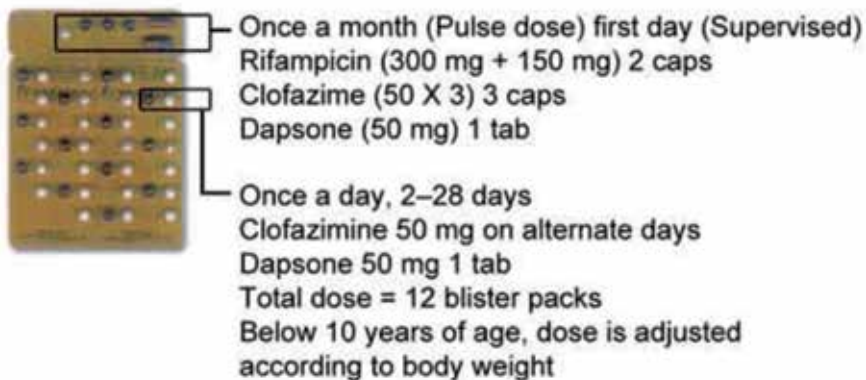 Once a month (Pulse dose) first day (Supervised)
Rifampicin (300 mg + 150 mg) 2 caps
Clofazime (50 X 3) 3 caps
Dapsone (50 mg) 1 tab
Once a day, 2–28 days
Clofazimine 50 mg on alternate days
Dapsone 50 mg 1 tab
Total dose = 12 blister packs
Below 10 years of age, dose is adjusted
according to body weight